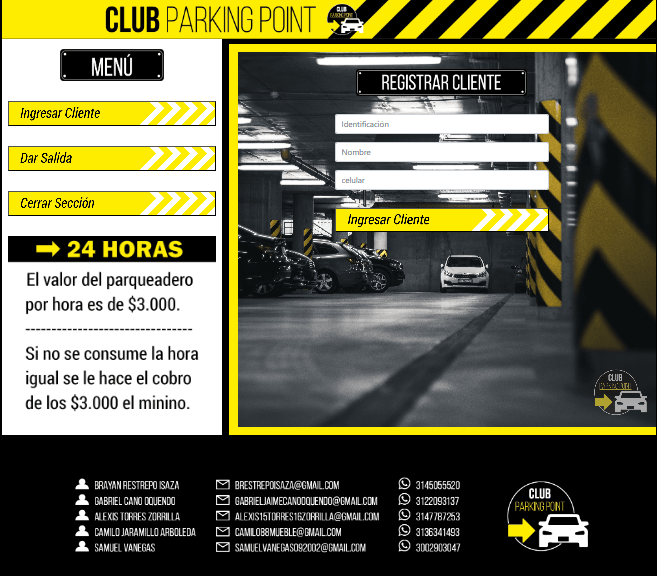 CLUB PARKING POINT
CLUB
PARKING POINT
MENÚ
Ingresar Cliente
Dar Salida
Cerrar Sección
24 HORAS
El valor del parqueadero
por hora es de $3.000.
--------------------------------
Si no se consume la hora
igual se le hace el cobro
de los $3.000 el minino.
REGISTRAR CLIENTE
Identificación
Nombre
celular
Ingresar Cliente
CLUB
PARKING POINT
BRAYAN RESTREPO ISAZA BRESTREPOISAZA@GMAIL.COM 3145055520
GABRIEL CANO OQUENDO GABRIELJAIMECANOOQUENDO@GMAIL.COM 3122093137
ALEXIS TORRES ZORRILLA ALEXIS15TORRES16ZORRILLA@GMAIL.COM 3147787253
CAMILO JARAMILLO ARBOLEDA CAMILO88MUEBLE@GMAIL.COM 3136341493
SAMUEL VANEGAS SAMUELVANEGAS092002@GMAIL.COM 3002903047
CLUB
PARKING POINT